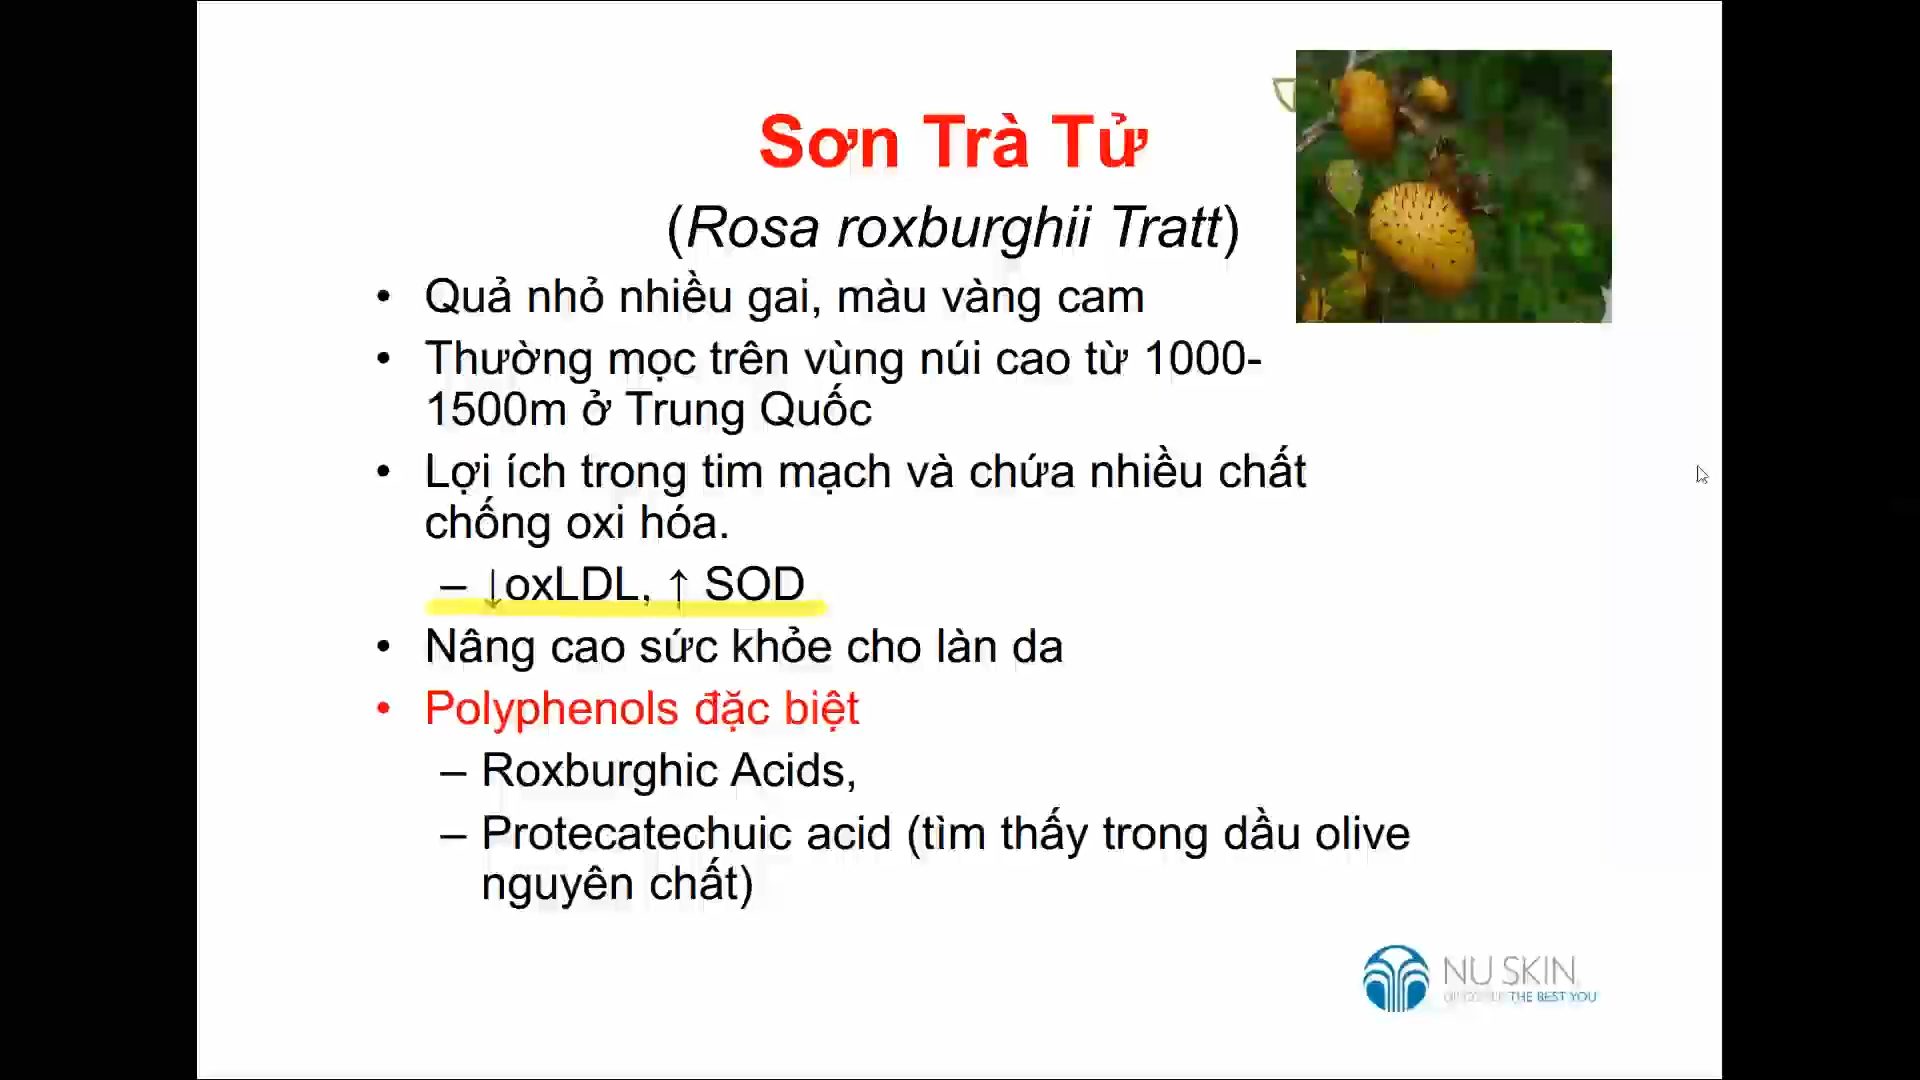 Sơn Trà Tử
(Rosa roxburghii Tratt)
• Quả nhỏ nhiều gai, màu vàng cam
• Thường mọc trên vùng núi cao từ 1000-
1500m ở Trung Quốc
• Lợi ích trong tim mạch và chứa nhiều chất
chống oxi hóa.
– ↓oxLDL, ↑ SOD
• Nâng cao sức khỏe cho làn da
• Polyphenols đặc biệt
– Roxburghic Acids,
– Protecatechuic acid (tìm thấy trong dầu olive
nguyên chất)
NU SKIN
THE BEST YOU